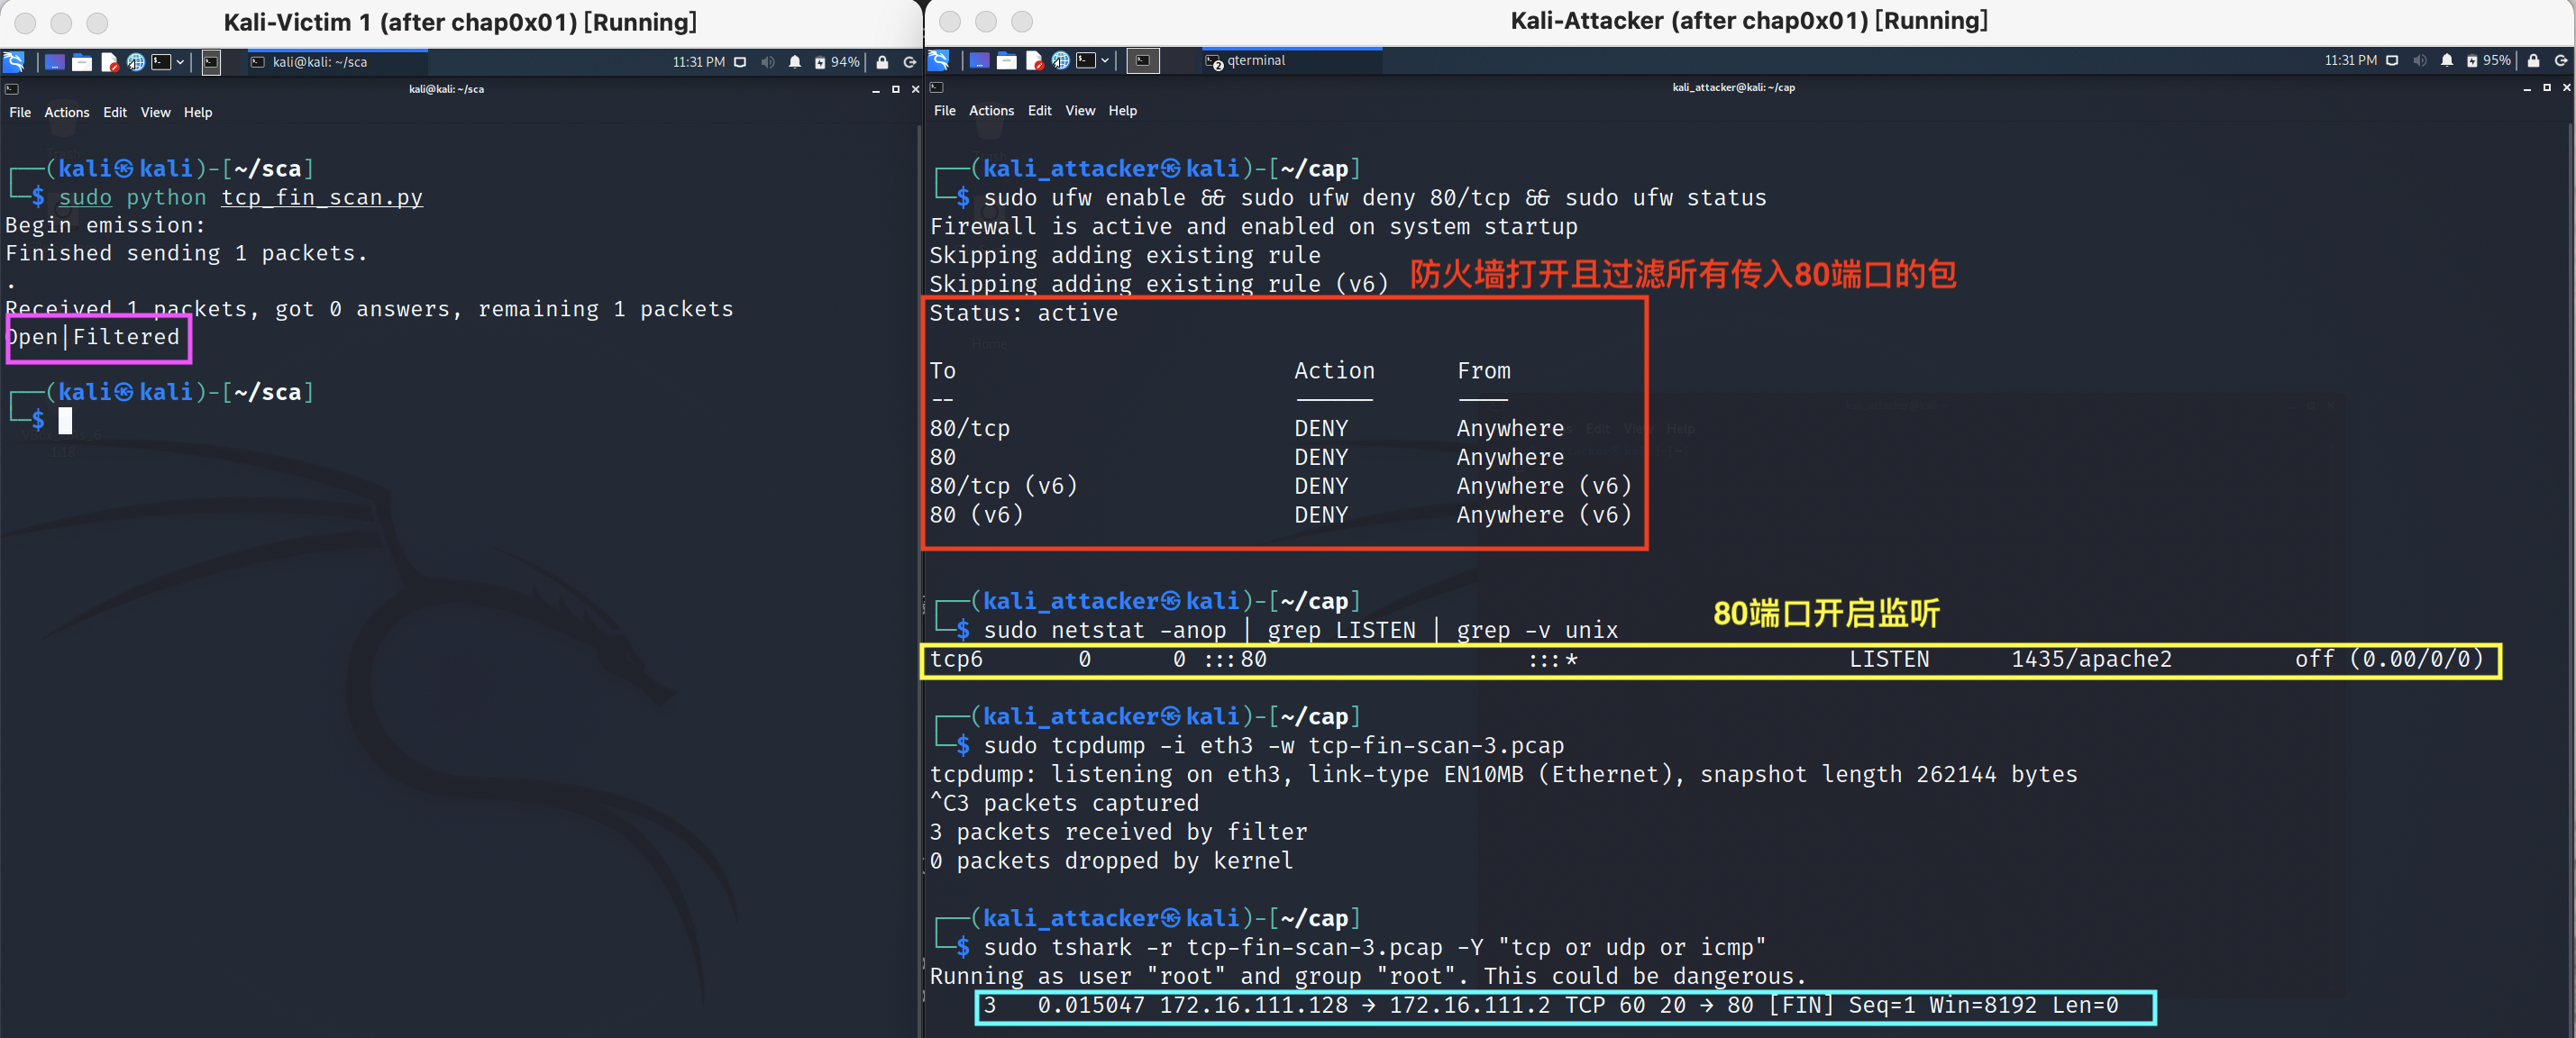 Kali-Victim 1 (after chap0x01) [Running]
kali@kali: ~/sca
11:31 PM
94%
kali@kali: ~/sca
File Actions Edit View Help
(kali㉿kali)-[~/sca]
$ sudo python tcp_fin_scan.py
Begin emission:
Finished sending 1 packets.
.
Received 1 packets, got 0 answers, remaining 1 packets
Open|Filtered
(kali㉿kali)-[~/sca]
$
Kali-Attacker (after chap0x01) [Running]
qterminal
11:31 PM
95%
kali_attacker@kali: ~/cap
File Actions Edit View Help
(kali_attacker㉿kali)-[~/cap]
$ sudo ufw enable && sudo ufw deny 80/tcp && sudo ufw status
Firewall is active and enabled on system startup
Skipping adding existing rule
Skipping adding existing rule (v6)
防火墙打开且过滤所有传入80端口的包
Status: active
To Action From
-- ------ ----
80/tcp DENY Anywhere
80 DENY Anywhere
80/tcp (v6) DENY Anywhere (v6)
80 (v6) DENY Anywhere (v6)
(kali_attacker㉿kali)-[~/cap]
$ sudo netstat -anop | grep LISTEN | grep -v unix
80端口开启监听
tcp6 0 0 :::80 :::* LISTEN 1435/apache2 off (0.00/0/0)
(kali_attacker㉿kali)-[~/cap]
$ sudo tcpdump -i eth3 -w tcp-fin-scan-3.pcap
tcpdump: listening on eth3, link-type EN10MB (Ethernet), snapshot length 262144 bytes
^C3 packets captured
3 packets received by filter
0 packets dropped by kernel
(kali_attacker㉿kali)-[~/cap]
$ sudo tshark -r tcp-fin-scan-3.pcap -Y "tcp or udp or icmp"
Running as user "root" and group "root". This could be dangerous.
3 0.015047 172.16.111.128 → 172.16.111.2 TCP 60 20 → 80 [FIN] Seq=1 Win=8192 Len=0